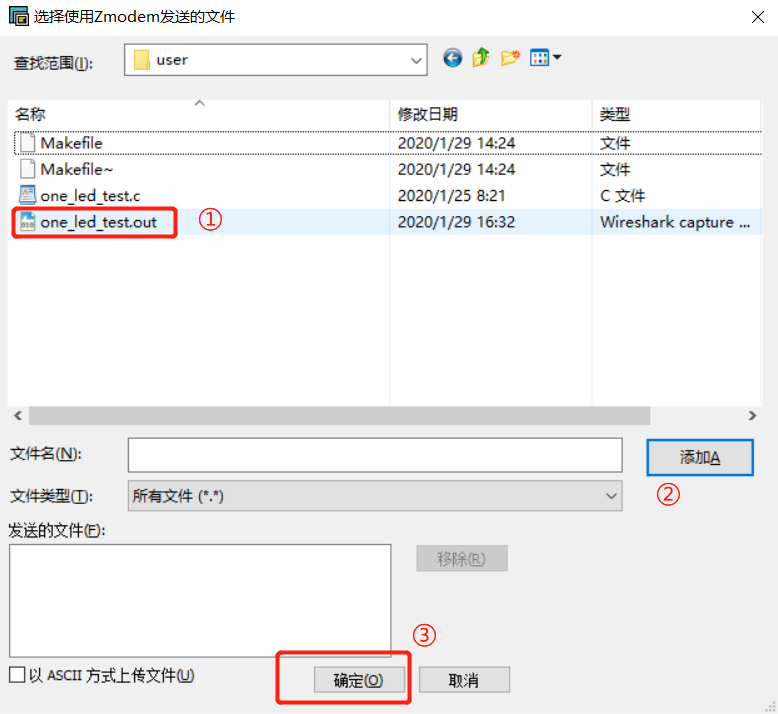 选择使用Zmodem发送的文件
查找范围(I): user
名称 修改日期 类型
Makefile 2020/1/29 14:24 文件
Makefile~ 2020/1/29 14:24 文件
one_led_test.c 2020/1/25 8:21 C 文件
one_led_test.out ① 2020/1/29 16:32 Wireshark capture ...
文件名(N): 添加A
②
文件类型(T): 所有文件 (*.*)
发送的文件(F):
移除(R)
③
以 ASCII 方式上传文件(U) 确定(O) 取消